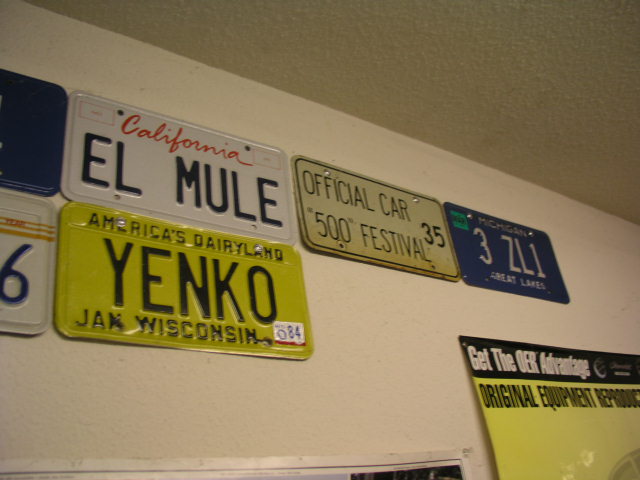 California
EL MULE
OFFICIAL CAR
"500" FESTIVAL 35
MICHIGAN
3 ZL1
GREAT LAKES
6
AMERICA'S DAIRYLAND
YENKO
JAN WISCONSIN 84
Get The OER Advantage
ORIGINAL EQUIPMENT